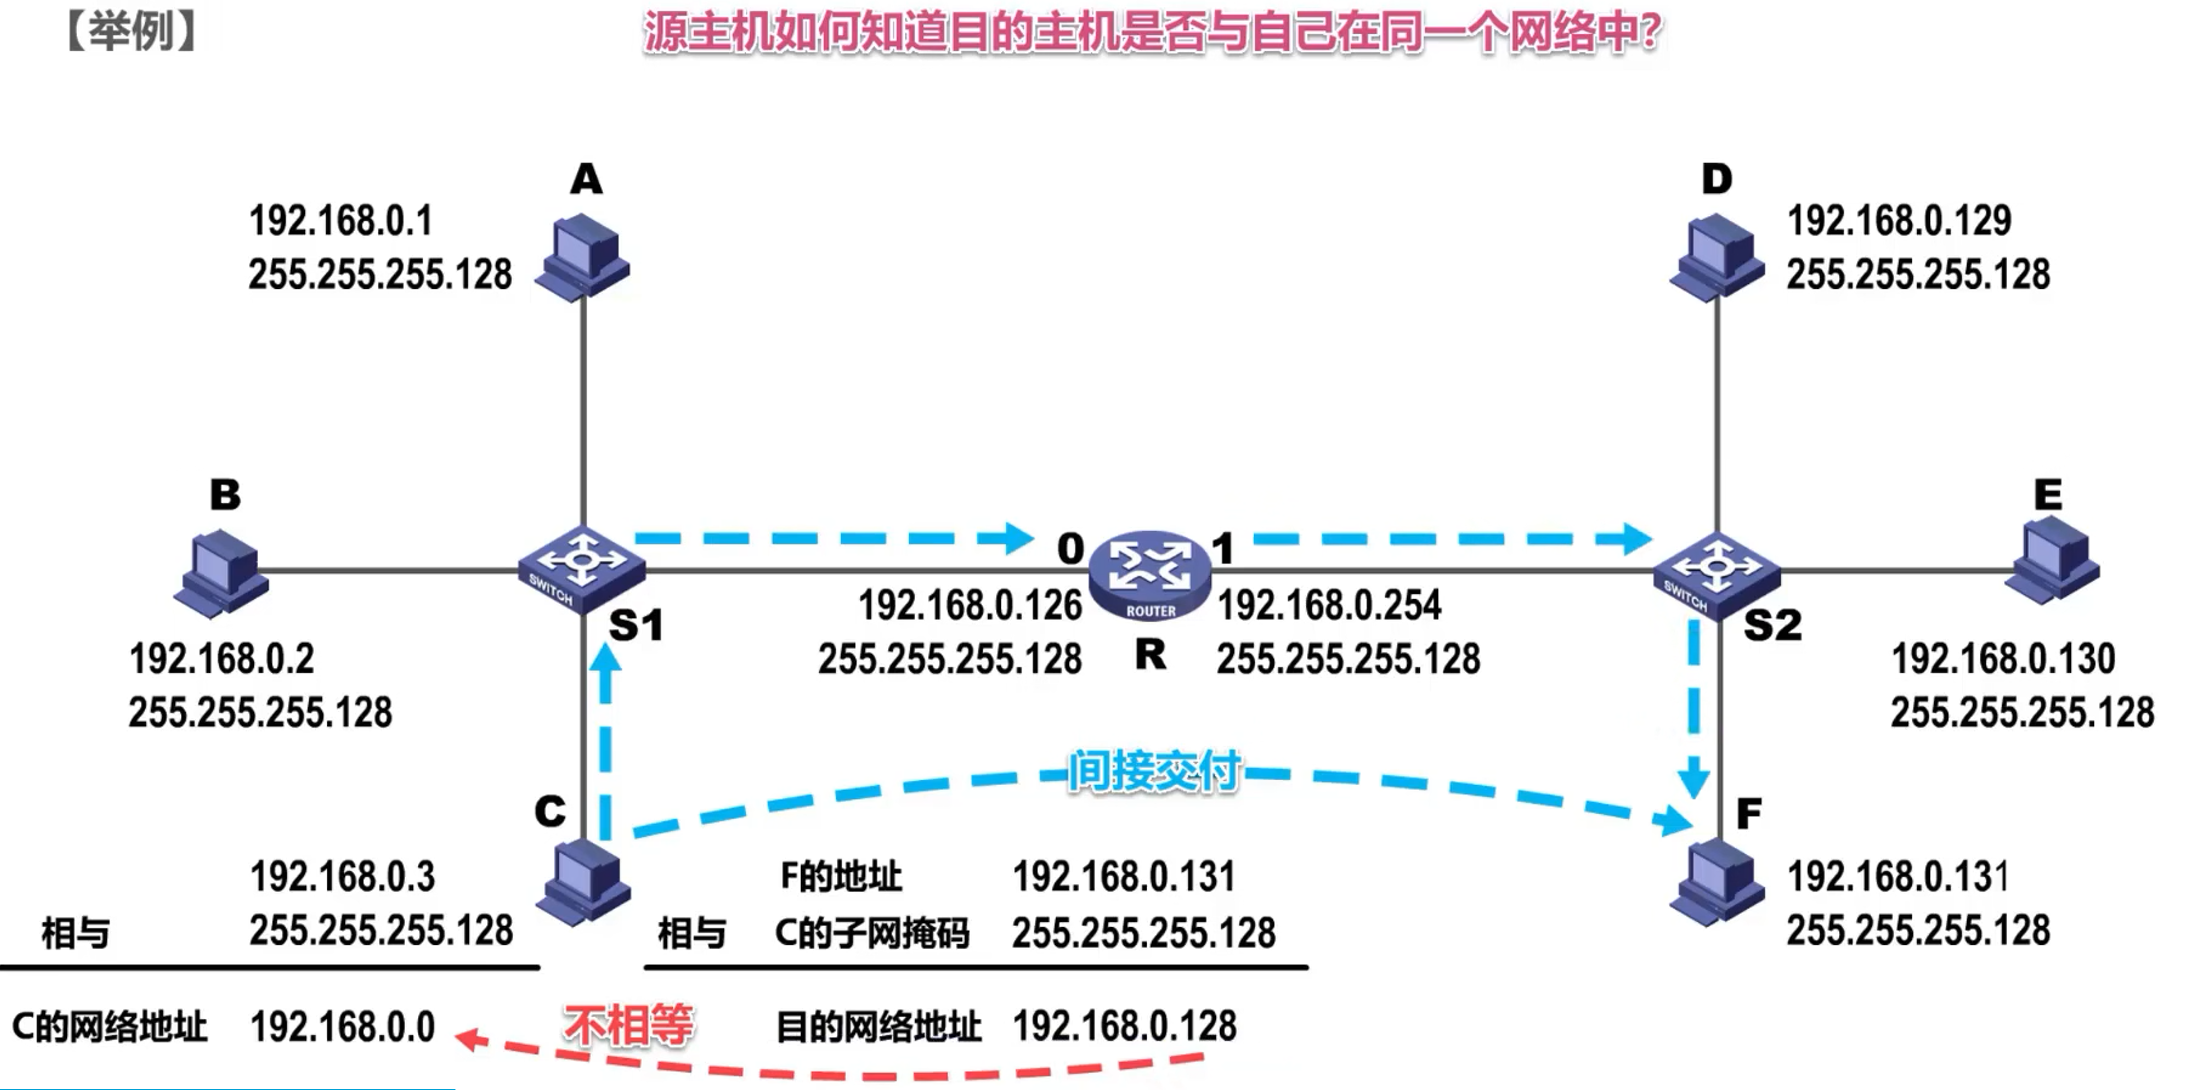 【举例】
源主机如何知道目的主机是否与自己在同一个网络中?
A
192.168.0.1
255.255.255.128
D
192.168.0.129
255.255.255.128
B
192.168.0.2
255.255.255.128
SWITCH
S1
0
192.168.0.126
255.255.255.128
ROUTER
R
1
192.168.0.254
255.255.255.128
SWITCH
S2
E
192.168.0.130
255.255.255.128
间接交付
C
192.168.0.3
相与 255.255.255.128
C的网络地址 192.168.0.0
F的地址 192.168.0.131
相与 C的子网掩码 255.255.255.128
目的网络地址 192.168.0.128
不相等
F
192.168.0.131
255.255.255.128